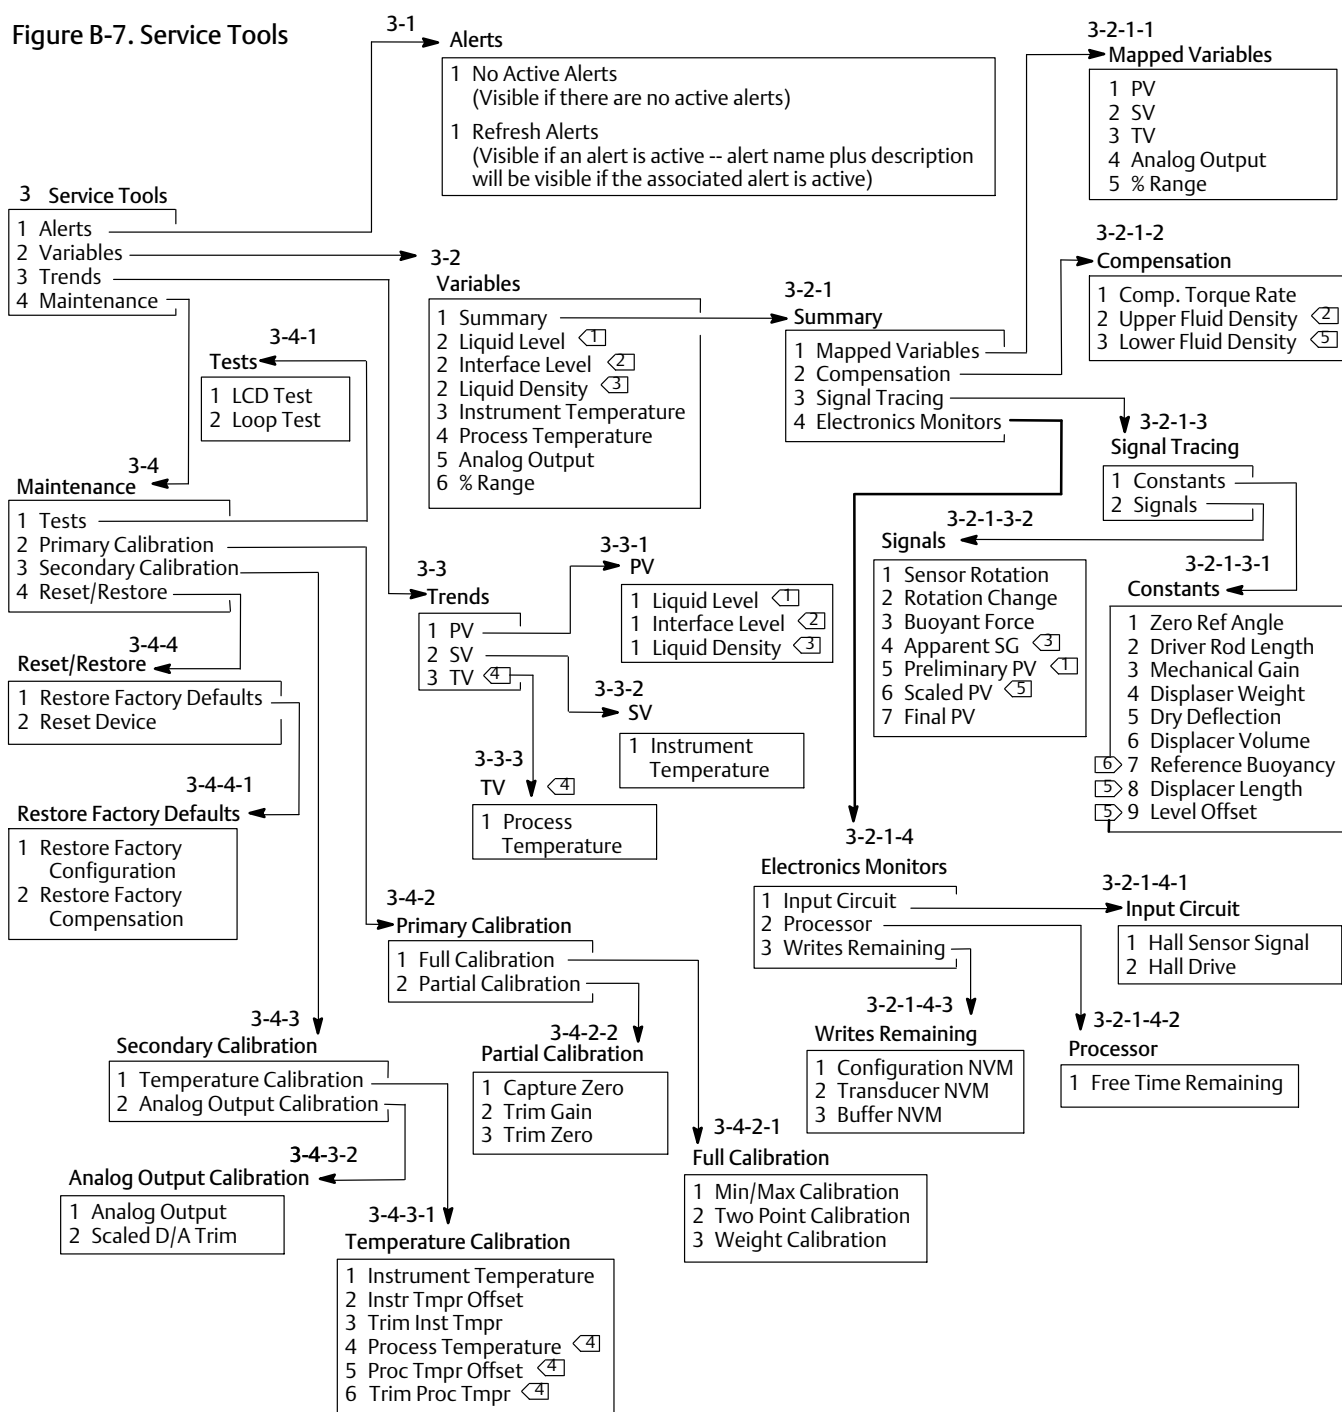 Figure B-7. Service Tools
3-1
Alerts
1 No Active Alerts
(Visible if there are no active alerts)
1 Refresh Alerts
(Visible if an alert is active -- alert name plus description
will be visible if the associated alert is active)
3-2-1-1
Mapped Variables
1 PV
2 SV
3 TV
4 Analog Output
5 % Range
3 Service Tools
1 Alerts
2 Variables
3 Trends
4 Maintenance
3-2
Variables
1 Summary
2 Liquid Level 1
2 Interface Level 2
2 Liquid Density 3
3 Instrument Temperature
4 Process Temperature
5 Analog Output
6 % Range
3-2-1
Summary
1 Mapped Variables
2 Compensation
3 Signal Tracing
4 Electronics Monitors
3-2-1-2
Compensation
1 Comp. Torque Rate
2 Upper Fluid Density 2
3 Lower Fluid Density 5
3-4-1
Tests
1 LCD Test
2 Loop Test
3-2-1-3
Signal Tracing
1 Constants
2 Signals
3-4
Maintenance
1 Tests
2 Primary Calibration
3 Secondary Calibration
4 Reset/Restore
3-3
Trends
1 PV
2 SV
3 TV 4
3-3-1
PV
1 Liquid Level 1
1 Interface Level 2
1 Liquid Density 3
3-2-1-3-2
Signals
1 Sensor Rotation
2 Rotation Change
3 Buoyant Force
4 Apparent SG 3
5 Preliminary PV 1
6 Scaled PV 5
7 Final PV
3-2-1-3-1
Constants
1 Zero Ref Angle
2 Driver Rod Length
3 Mechanical Gain
4 Displaser Weight
5 Dry Deflection
6 Displacer Volume
6 7 Reference Buoyancy
5 8 Displacer Length
5 9 Level Offset
3-4-4
Reset/Restore
1 Restore Factory Defaults
2 Reset Device
3-3-2
SV
1 Instrument
Temperature
3-3-3
TV 4
1 Process
Temperature
3-4-4-1
Restore Factory Defaults
1 Restore Factory
Configuration
2 Restore Factory
Compensation
3-2-1-4
Electronics Monitors
1 Input Circuit
2 Processor
3 Writes Remaining
3-2-1-4-1
Input Circuit
1 Hall Sensor Signal
2 Hall Drive
3-4-2
Primary Calibration
1 Full Calibration
2 Partial Calibration
3-2-1-4-3
Writes Remaining
1 Configuration NVM
2 Transducer NVM
3 Buffer NVM
3-2-1-4-2
Processor
1 Free Time Remaining
3-4-3
Secondary Calibration
1 Temperature Calibration
2 Analog Output Calibration
3-4-2-2
Partial Calibration
1 Capture Zero
2 Trim Gain
3 Trim Zero
3-4-2-1
Full Calibration
1 Min/Max Calibration
2 Two Point Calibration
3 Weight Calibration
3-4-3-2
Analog Output Calibration
1 Analog Output
2 Scaled D/A Trim
3-4-3-1
Temperature Calibration
1 Instrument Temperature
2 Instr Tmpr Offset
3 Trim Inst Tmpr
4 Process Temperature 4
5 Proc Tmpr Offset 4
6 Trim Proc Tmpr 4